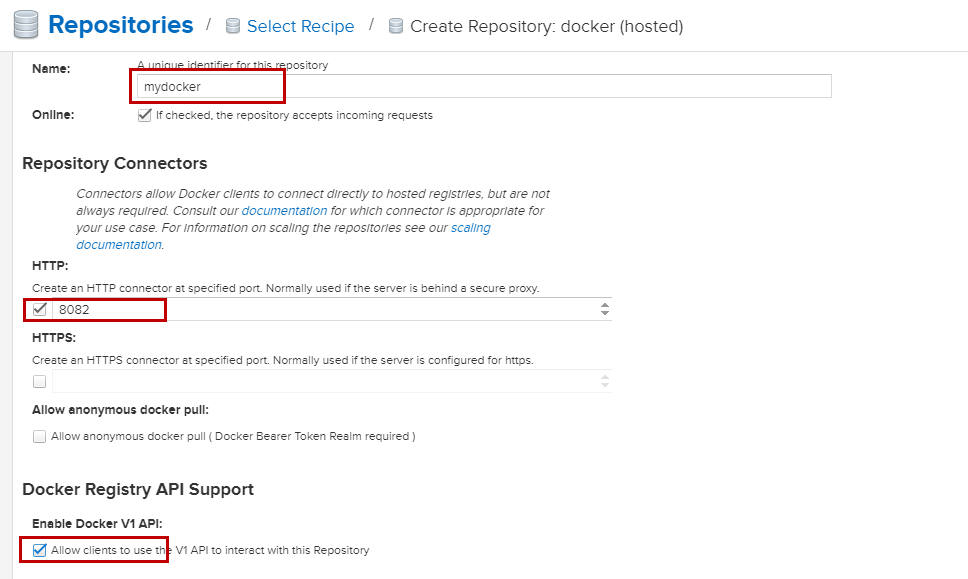 Repositories / Select Recipe / Create Repository: docker (hosted)
Name:
A unique identifier for this repository
mydocker
Online:
If checked, the repository accepts incoming requests
Repository Connectors
Connectors allow Docker clients to connect directly to hosted registries, but are not
always required. Consult our documentation for which connector is appropriate for
your use case. For information on scaling the repositories see our scaling
documentation.
HTTP:
Create an HTTP connector at specified port. Normally used if the server is behind a secure proxy.
8082
HTTPS:
Create an HTTPS connector at specified port. Normally used if the server is configured for https.
Allow anonymous docker pull:
Allow anonymous docker pull ( Docker Bearer Token Realm required )
Docker Registry API Support
Enable Docker V1 API:
Allow clients to use the V1 API to interact with this Repository